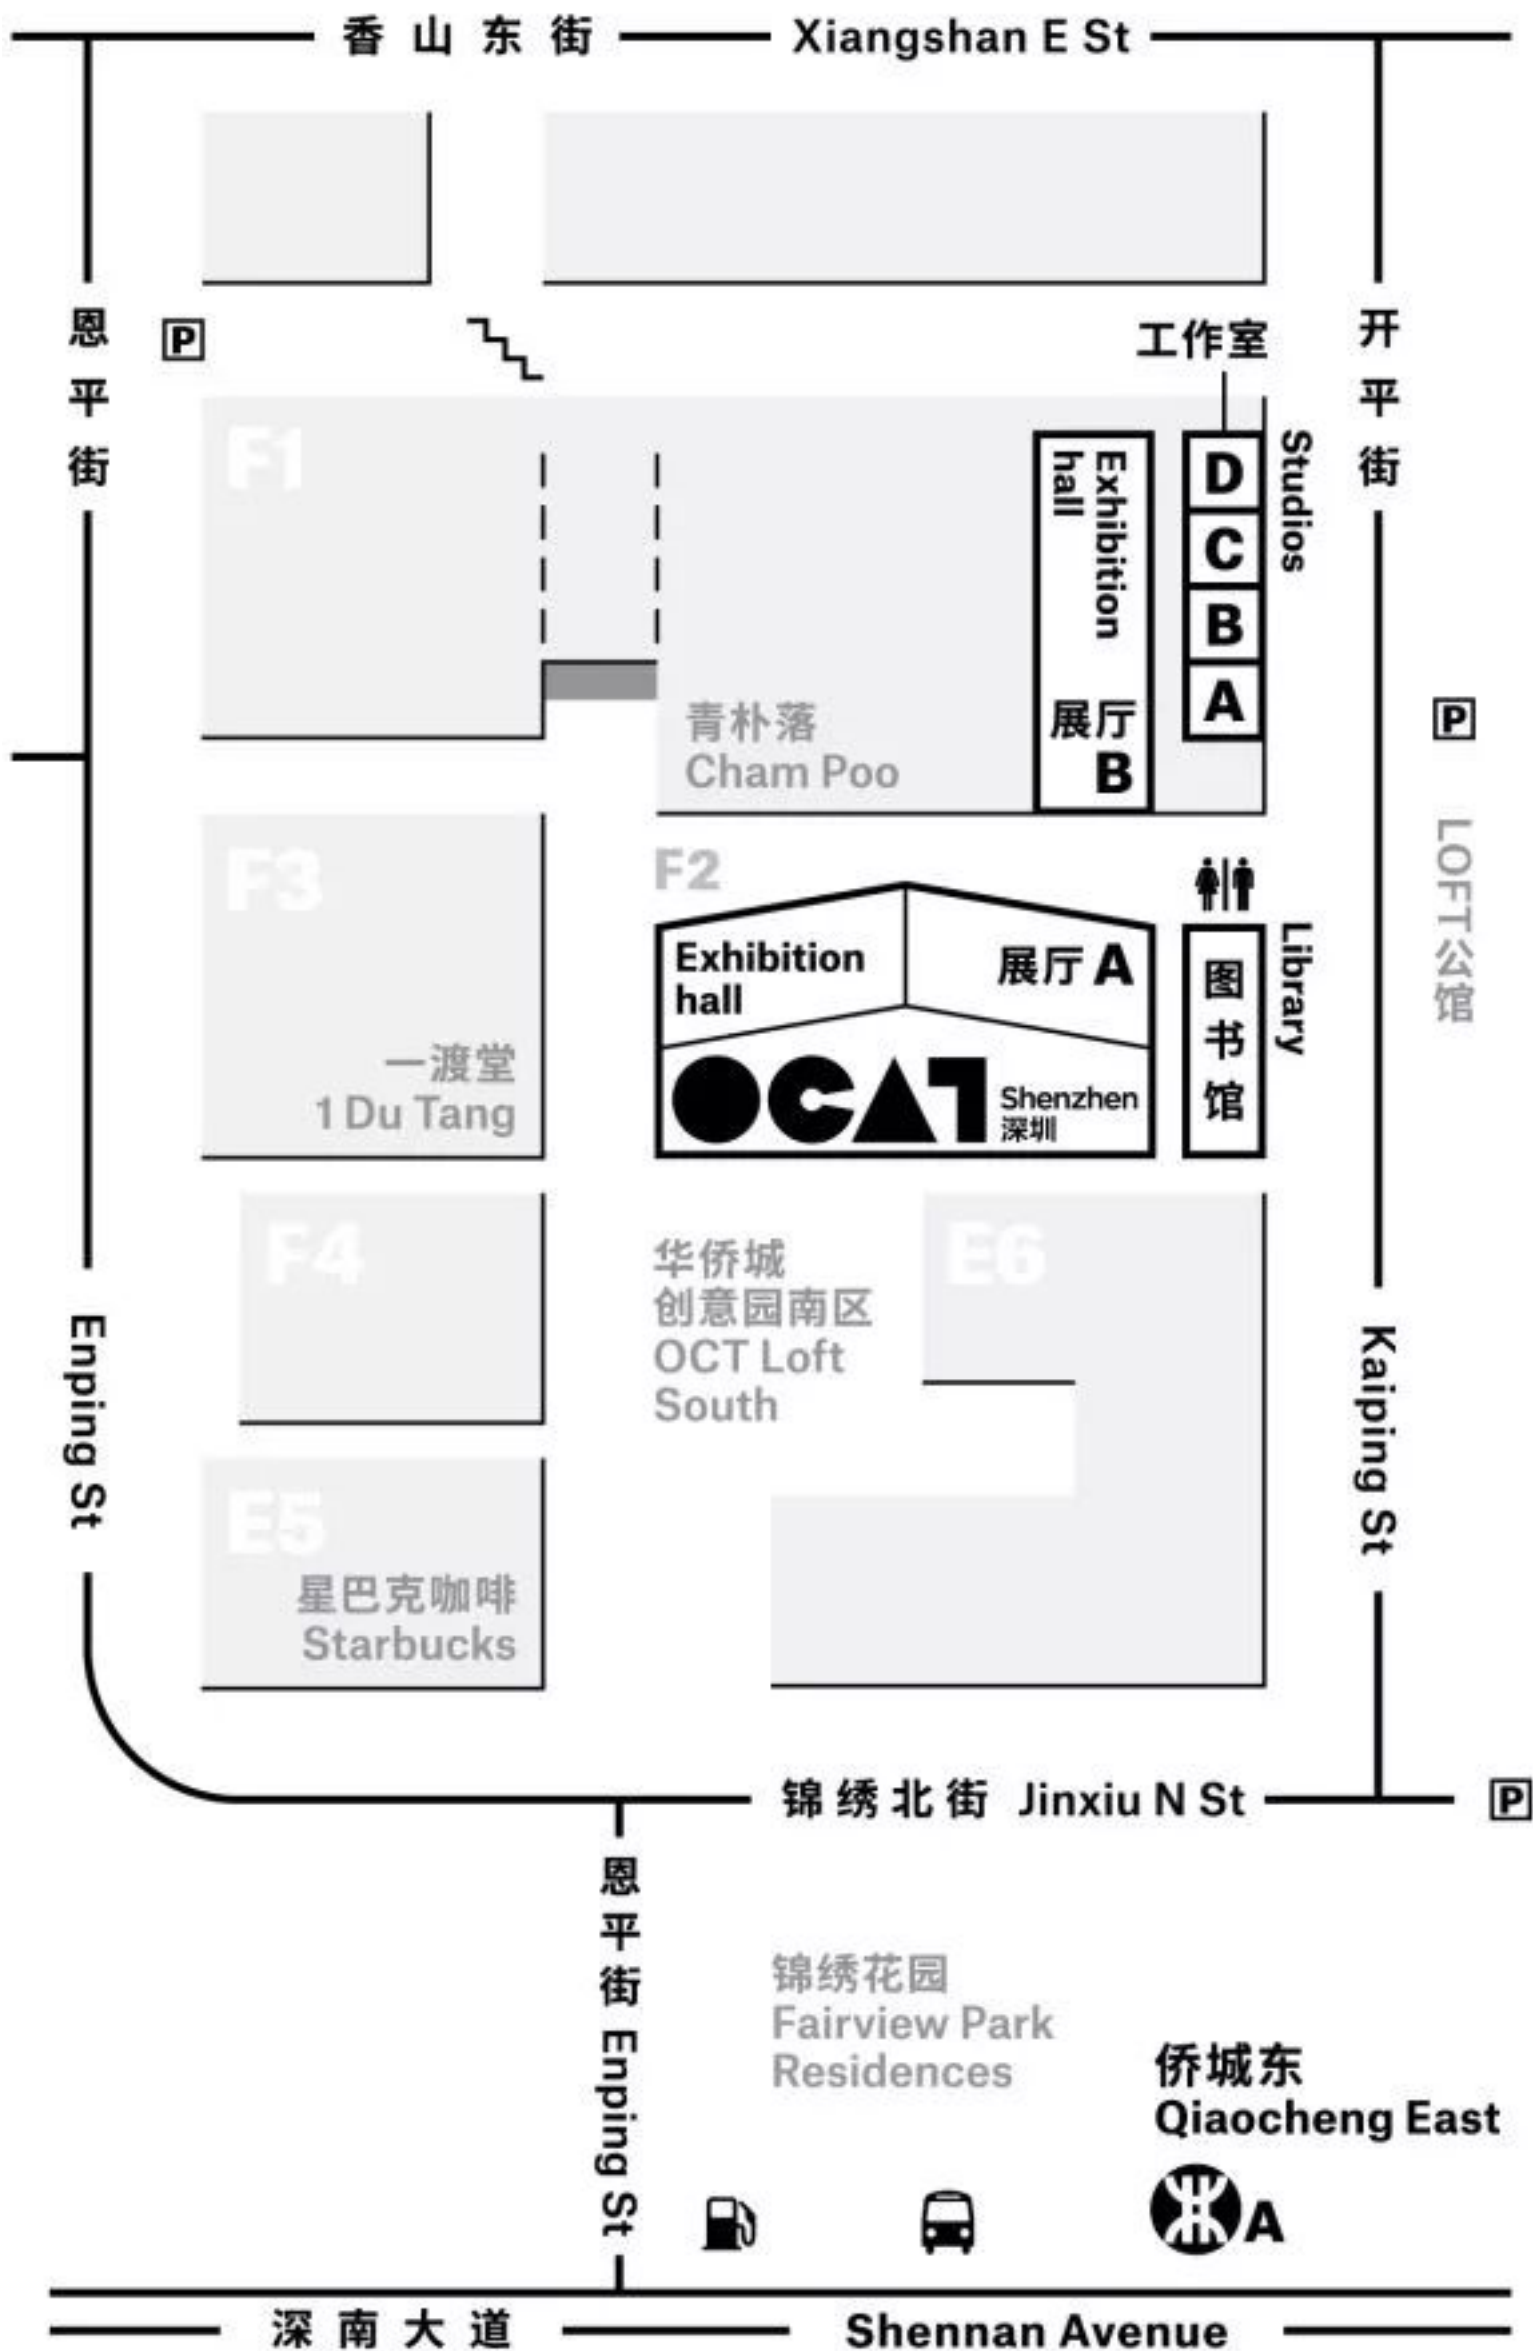 香山东街 Xiangshan E St
恩平街
P
工作室
开平街
F1
Exhibition
hall
展厅
B
D
C
B
A
Studios
青朴落
Cham Poo
P
LOFT公馆
F3
一渡堂
1 Du Tang
F2
Exhibition
hall
展厅 A
OCAT
Shenzhen
深圳
图书馆
Library
F4
华侨城
创意园南区
OCT Loft
South
E6
Enping St
Kaiping St
E5
星巴克咖啡
Starbucks
锦绣北街 Jinxiu N St
P
恩平街 Enping St
锦绣花园
Fairview Park
Residences
侨城东
Qiaocheng East
A
深南大道 Shennan Avenue